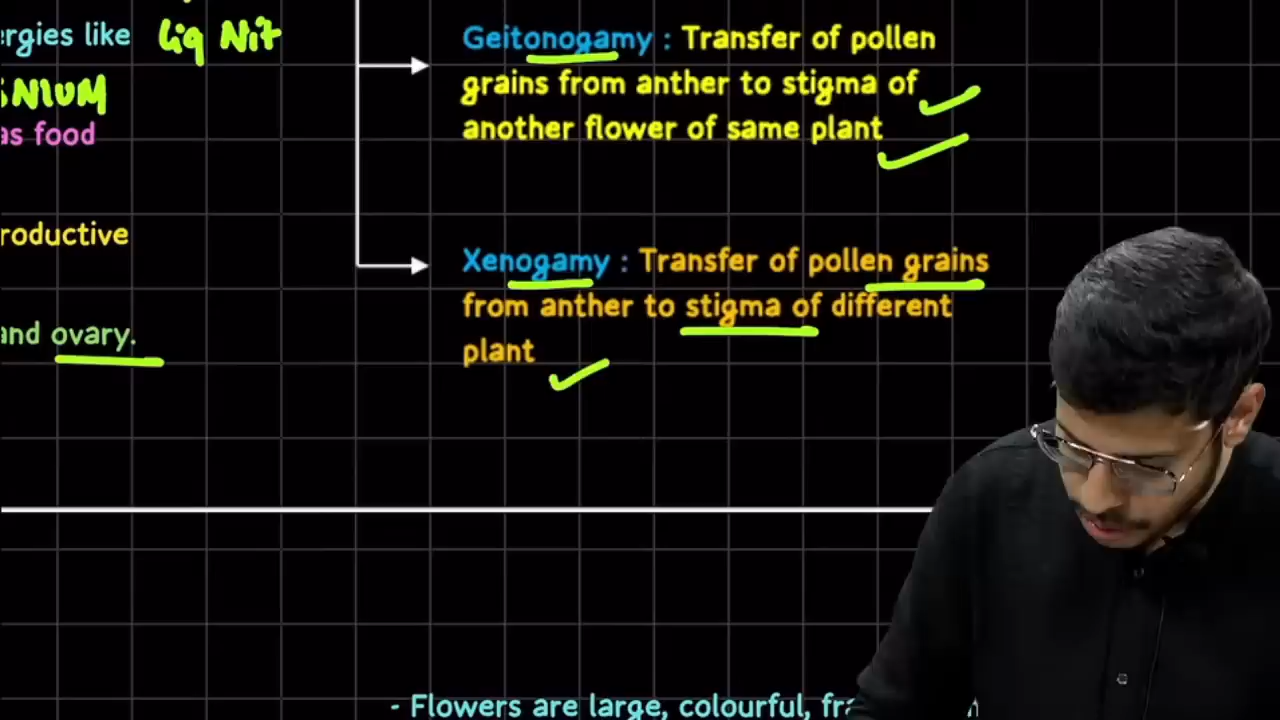 ergies like Liq Nit
NIUM
as food
roductive
and ovary.
Geitonogamy : Transfer of pollen
grains from anther to stigma of
another flower of same plant
Xenogamy : Transfer of pollen grains
from anther to stigma of different
plant
- Flowers are large, colourful, fra